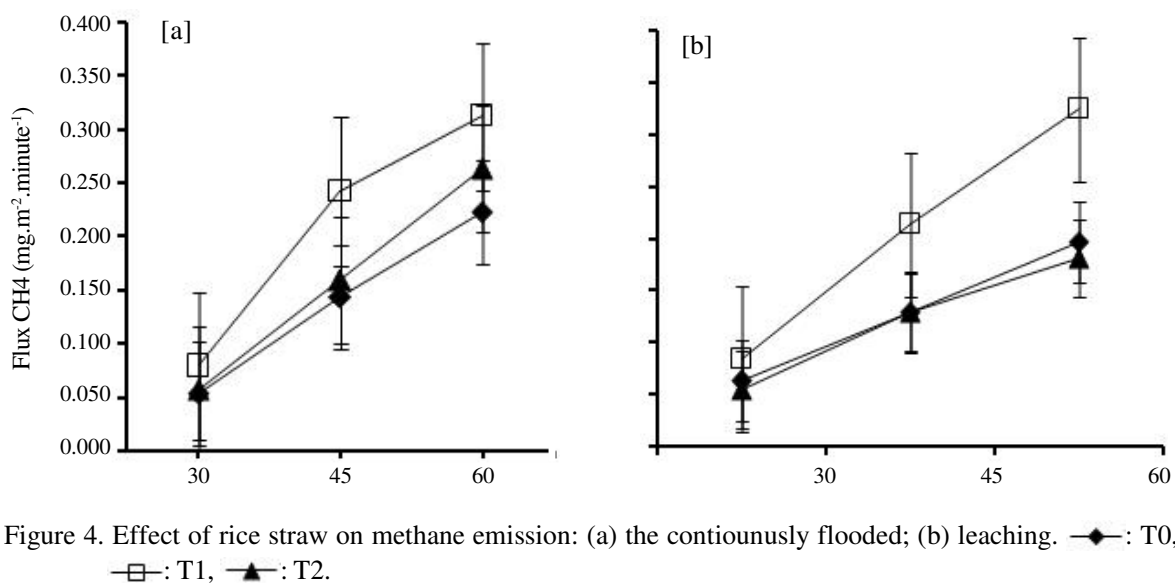 [a]
[b]
Flux CH4 (mg.m-2.minute-1)
0.400
0.350
0.300
0.250
0.200
0.150
0.100
0.050
0.000
30 45 60
30 45 60
Figure 4. Effect of rice straw on methane emission: (a) the contiounusly flooded; (b) leaching. : T0,
: T1, : T2.